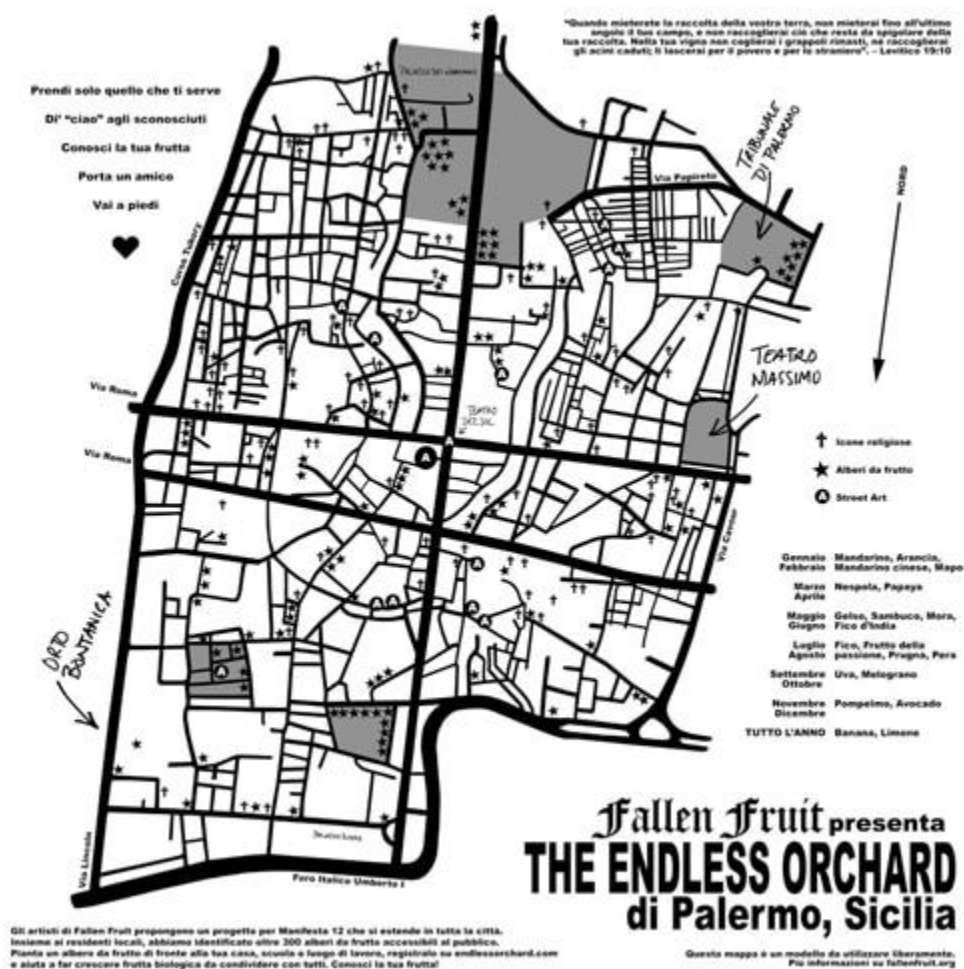 "Quando mieterete la raccolta della vostra terra, non mieterai fino all'ultimo
angolo il tuo campo, e non raccoglierai ciò che resta da spigolare della
tua raccolta. Nella tua vigna non coglierai i grappoli rimasti, né raccoglierai
gli acini caduti; li lascerai per il povero e per lo straniero". – Levitico 19:10
Prendi solo quello che ti serve
Di' "ciao" agli sconosciuti
Conosci la tua frutta
Porta un amico
Vai a piedi
TRIBUNALE
DI PALERMO
Via Papireto
NORD
Corso Tukory
TEATRO
MASSIMO
Via Roma
Via Roma
TEATRO
DEL SOL
Icone religiose
Alberi da frutto
A Street Art
Via Cavour
Gennaio Mandarino, Arancia,
Febbraio Mandarino cinese, Mapo
Marzo Nespola, Papaya
Aprile
Maggio Gelso, Sambuco, Mora,
Giugno Fico d'India
Luglio Fico, Frutto della
Agosto passione, Prugna, Pera
Settembre Uva, Melograno
Ottobre
Novembre Pompelmo, Avocado
Dicembre
TUTTO L'ANNO Banana, Limone
ORTO
BONTANICA
Via Lincoln
Foro Italico Umberto I
Fallen Fruit presenta
THE ENDLESS ORCHARD
di Palermo, Sicilia
Gli artisti di Fallen Fruit propongono un progetto per Manifesta 12 che si estende in tutta la città.
Insieme ai residenti locali, abbiamo identificato oltre 300 alberi da frutto accessibili al pubblico.
Pianta un albero da frutto di fronte alla tua casa, scuola o luogo di lavoro, registralo su endlessorchard.com
e aiuta a far crescere frutta biologica da condividere con tutti. Conosci la tua frutta!
Questa mappa è un modello da utilizzare liberamente.
Più informazioni su fallenfruit.org